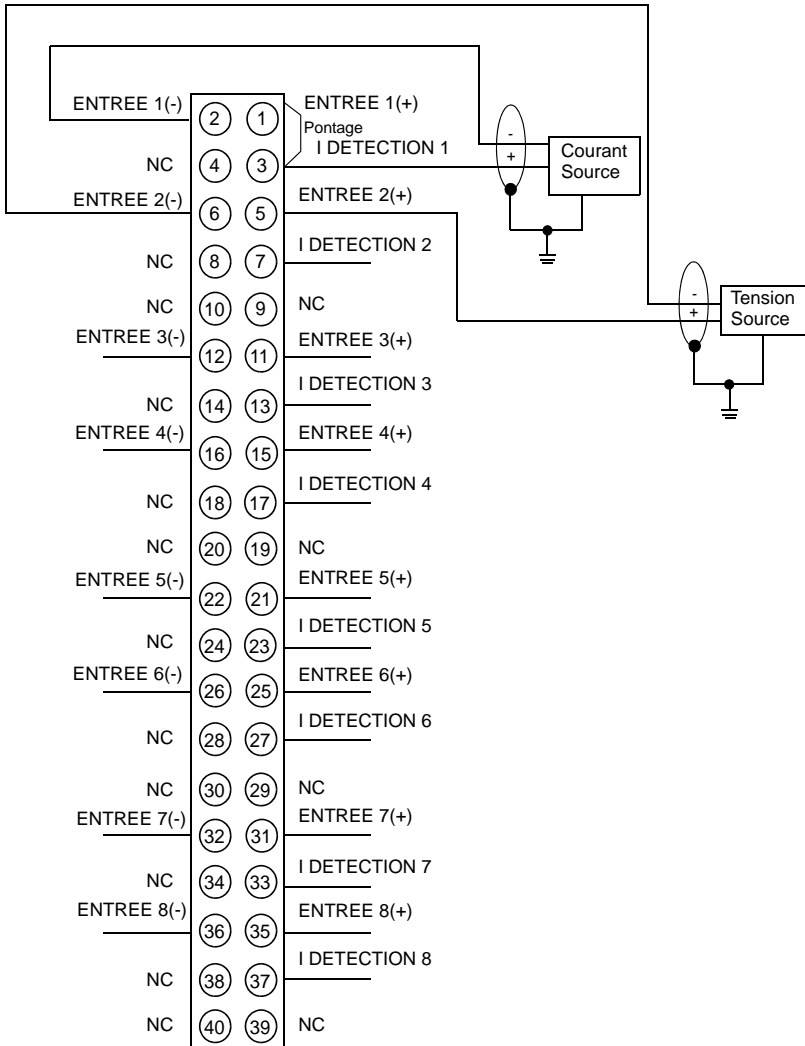 ENTREE 1(-) 2 1 ENTREE 1(+)
Pontage
NC 4 3 I DETECTION 1
- +
Courant
Source
ENTREE 2(-) 6 5 ENTREE 2(+)
NC 8 7 I DETECTION 2
- +
Tension
Source
NC 10 9 NC
ENTREE 3(-) 12 11 ENTREE 3(+)
NC 14 13 I DETECTION 3
ENTREE 4(-) 16 15 ENTREE 4(+)
NC 18 17 I DETECTION 4
NC 20 19 NC
ENTREE 5(-) 22 21 ENTREE 5(+)
NC 24 23 I DETECTION 5
ENTREE 6(-) 26 25 ENTREE 6(+)
NC 28 27 I DETECTION 6
NC 30 29 NC
ENTREE 7(-) 32 31 ENTREE 7(+)
NC 34 33 I DETECTION 7
ENTREE 8(-) 36 35 ENTREE 8(+)
NC 38 37 I DETECTION 8
NC 40 39 NC